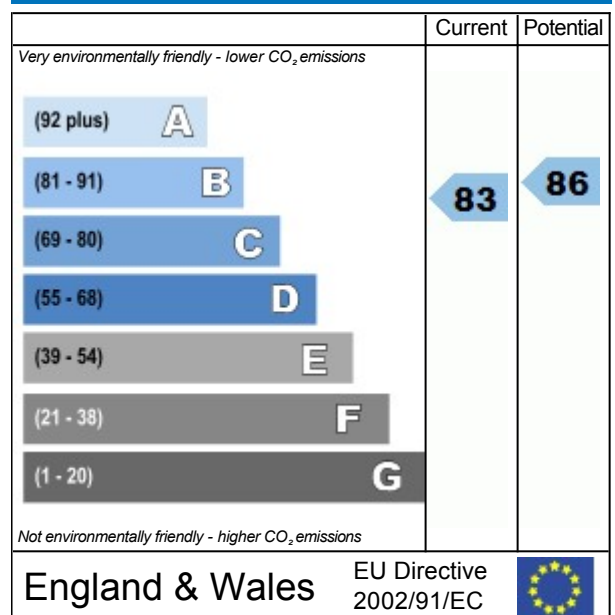 Current Potential
Very environmentally friendly - lower CO₂ emissions
(92 plus) A
(81 - 91) B
83
86
(69 - 80) C
(55 - 68) D
(39 - 54) E
(21 - 38) F
(1 - 20) G
Not environmentally friendly - higher CO₂ emissions
England & Wales
EU Directive
2002/91/EC